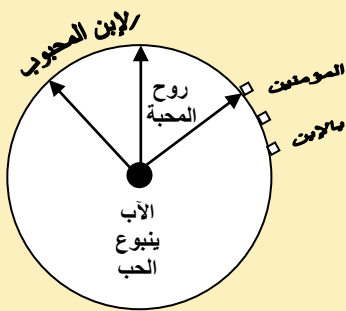 الإبن المحبوب
المؤمنين
بالإبن
روح
المحبة
الآب
ينبوع
الحب